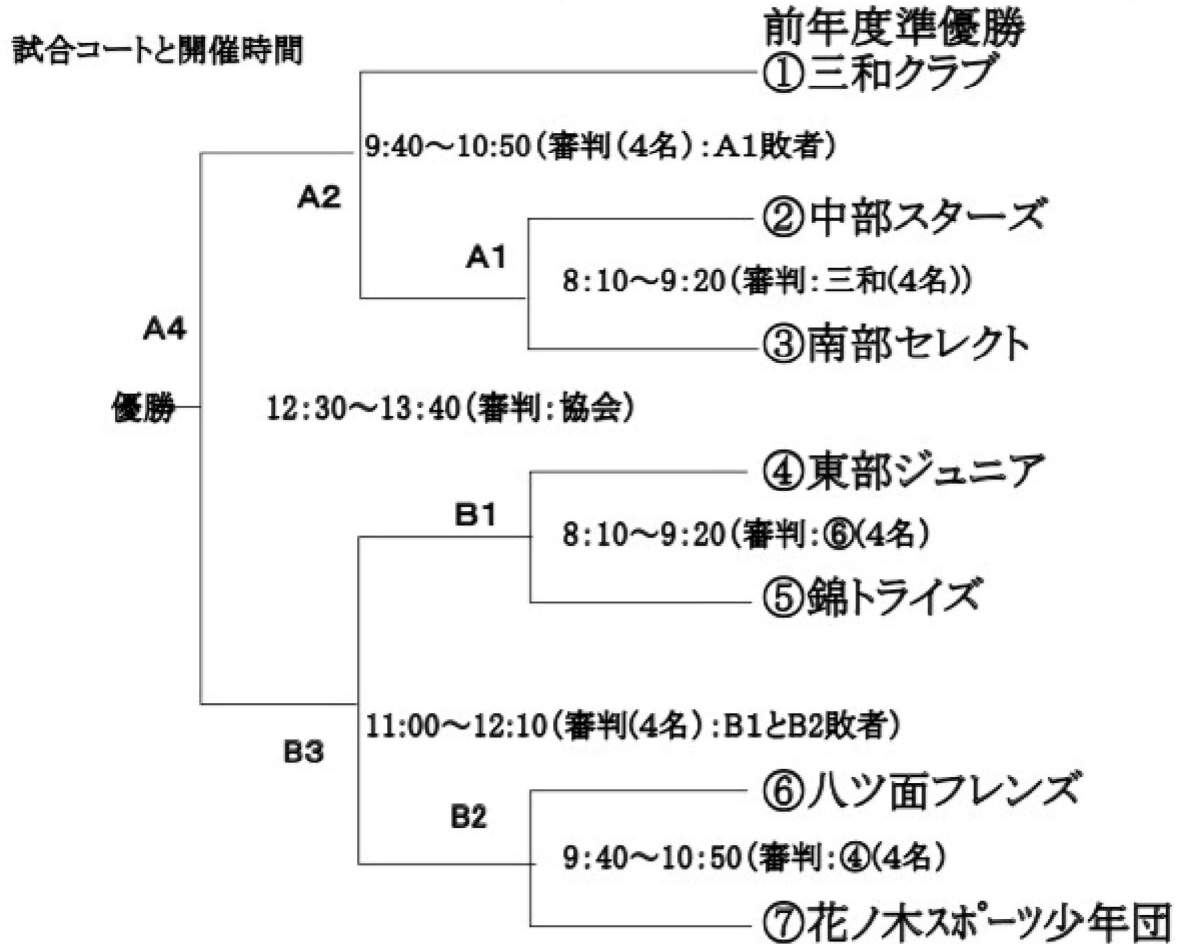 前年度準優勝
試合コートと開催時間
①三和クラブ
9:40～10:50(審判(4名):A1敗者)
A2
②中部スターズ
A1
8:10～9:20(審判:三和(4名))
A4
③南部セレクト
優勝
12:30～13:40(審判:協会)
④東部ジュニア
B1
8:10～9:20(審判:⑥(4名)
⑤錦トライズ
11:00～12:10(審判(4名):B1とB2敗者)
B3
⑥八ツ面フレンズ
B2
9:40～10:50(審判:④(4名)
⑦花ノ木スポーツ少年団